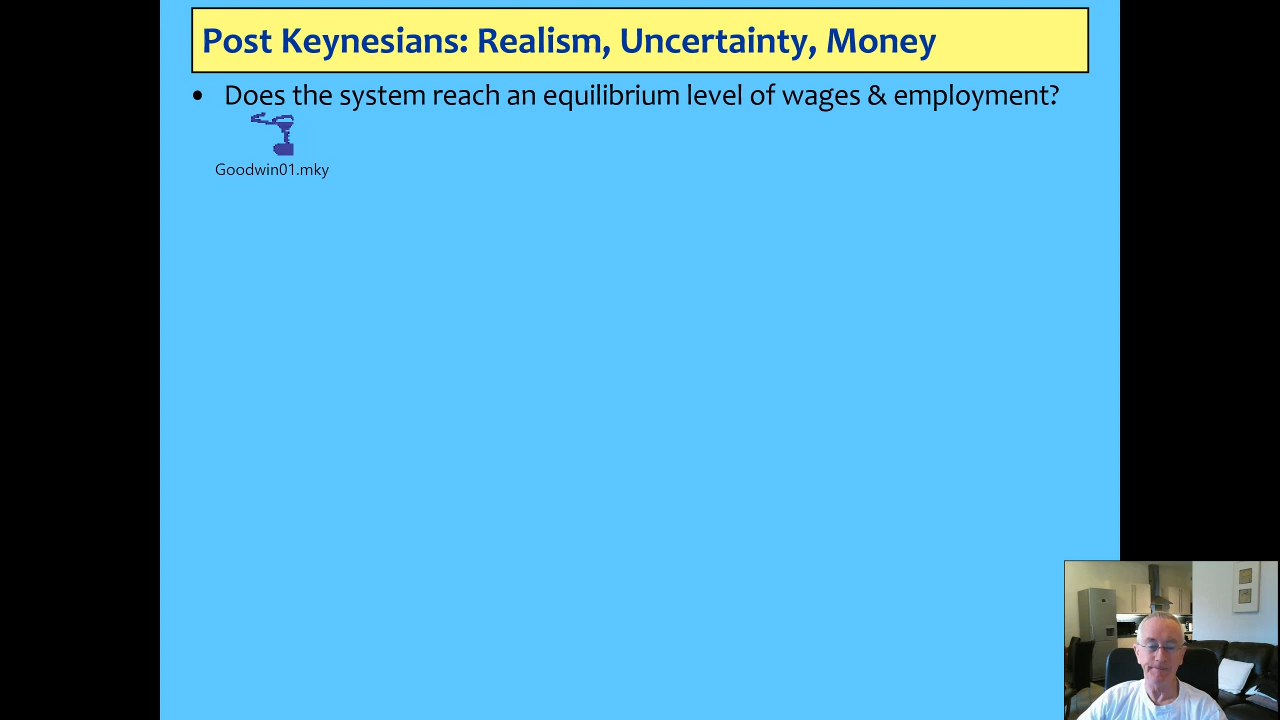 Post Keynesians: Realism, Uncertainty, Money
• Does the system reach an equilibrium level of wages & employment?
Goodwin01.mky